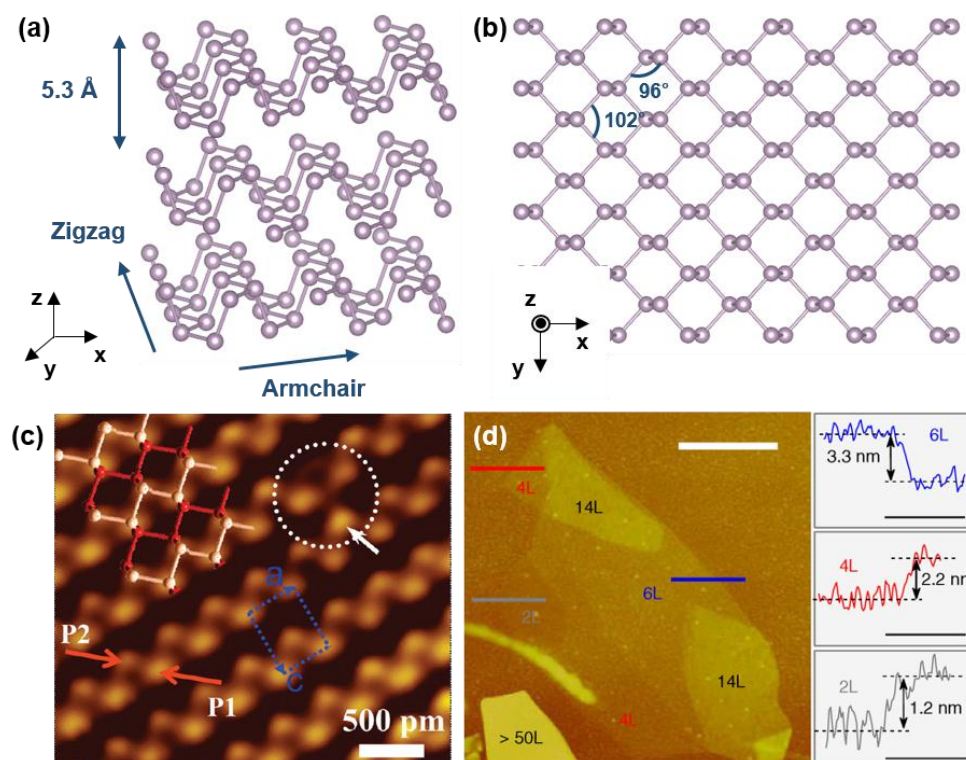 (a)
5.3 Å
Zigzag
z
x
y
Armchair
(b)
96°
102°
z
x
y
(c)
a
c
P2
P1
500 pm
(d)
4L
14L
6L
2L
14L
4L
> 50L
6L
3.3 nm
4L
2.2 nm
2L
1.2 nm